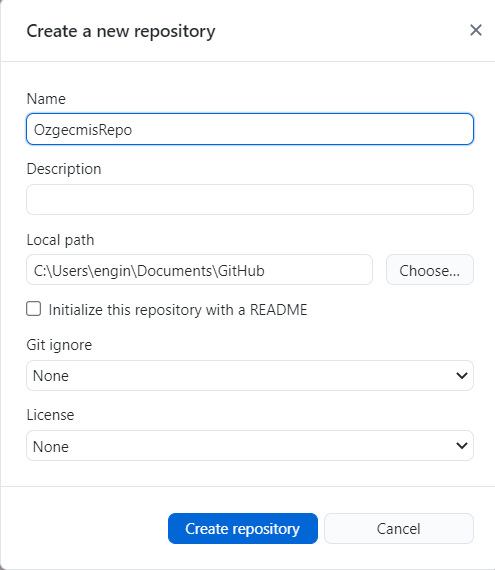 Create a new repository
Name
OzgecmisRepo
Description
Local path
C:\Users\engin\Documents\GitHub
Choose...
Initialize this repository with a README
Git ignore
None
License
None
Create repository
Cancel